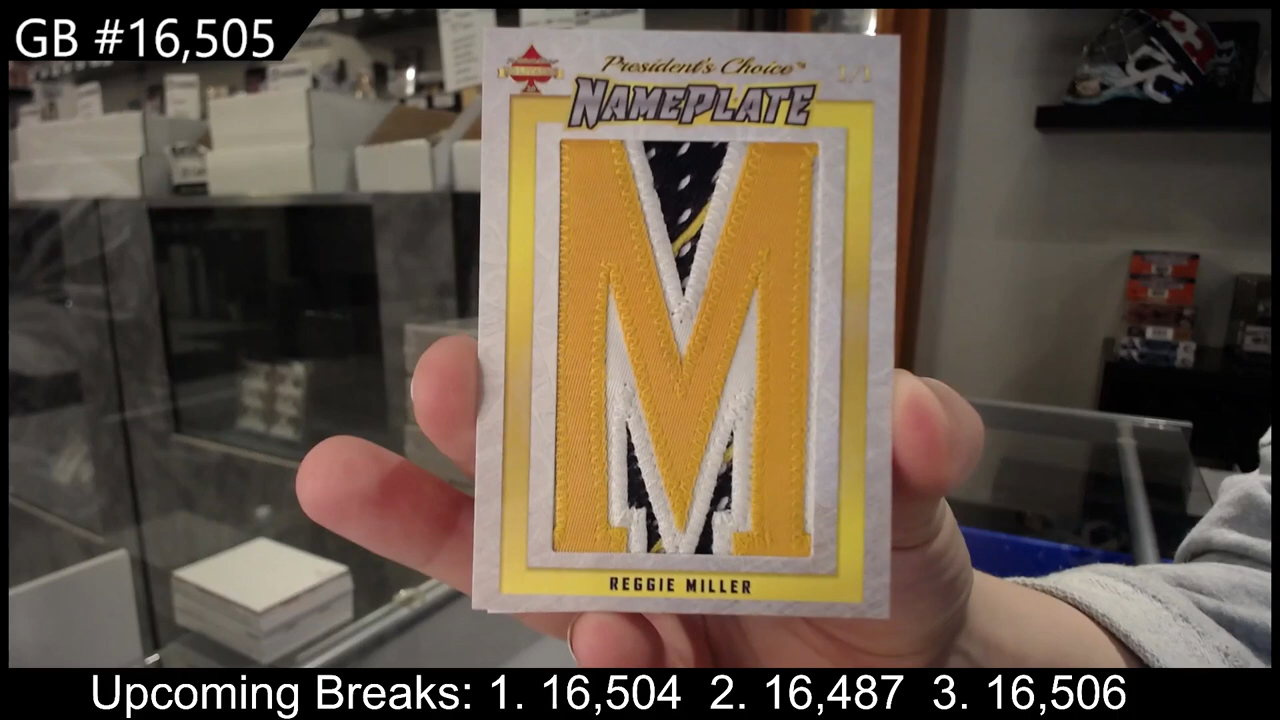 GB #16,505
President's Choice™
1/1
NAMEPLATE
M
REGGIE MILLER
Upcoming Breaks: 1. 16,504 2. 16,487 3. 16,506